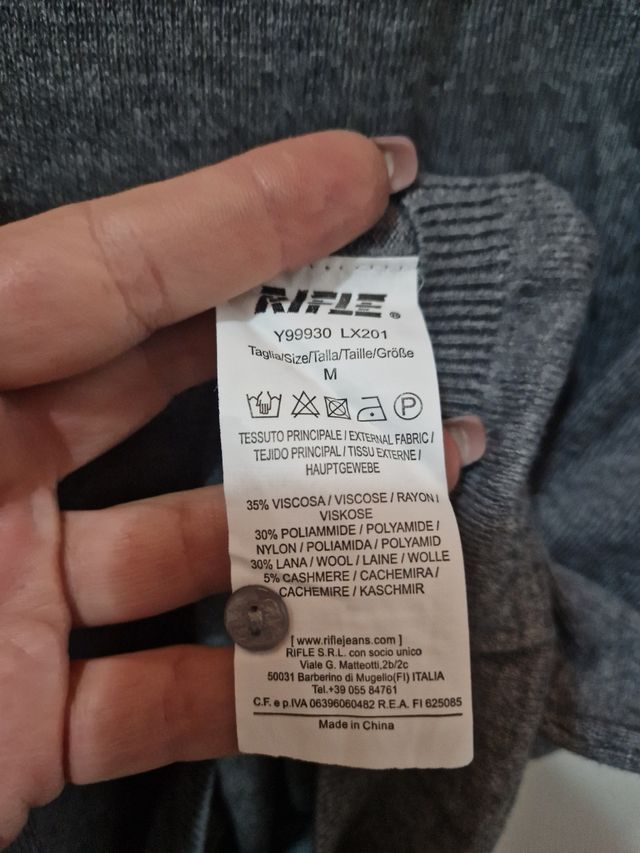 RIFLE®
Y99930 LX201
Taglia/Size/Talla/Taille/Größe
M
P
TESSUTO PRINCIPALE / EXTERNAL FABRIC /
TEJIDO PRINCIPAL / TISSU EXTERNE /
HAUPTGEWEBE
35% VISCOSA / VISCOSE / RAYON /
VISKOSE
30% POLIAMMIDE / POLYAMIDE /
NYLON / POLIAMIDA / POLYAMID
30% LANA / WOOL / LAINE / WOLLE
5% CASHMERE / CACHEMIRA /
CACHEMIRE / KASCHMIR
[ www.riflejeans.com ]
RIFLE S.R.L. con socio unico
Viale G. Matteotti,2b/2c
50031 Barberino di Mugello(FI) ITALIA
Tel.+39 055 84761
C.F. e p.IVA 06396060482 R.E.A. FI 625085
Made in China